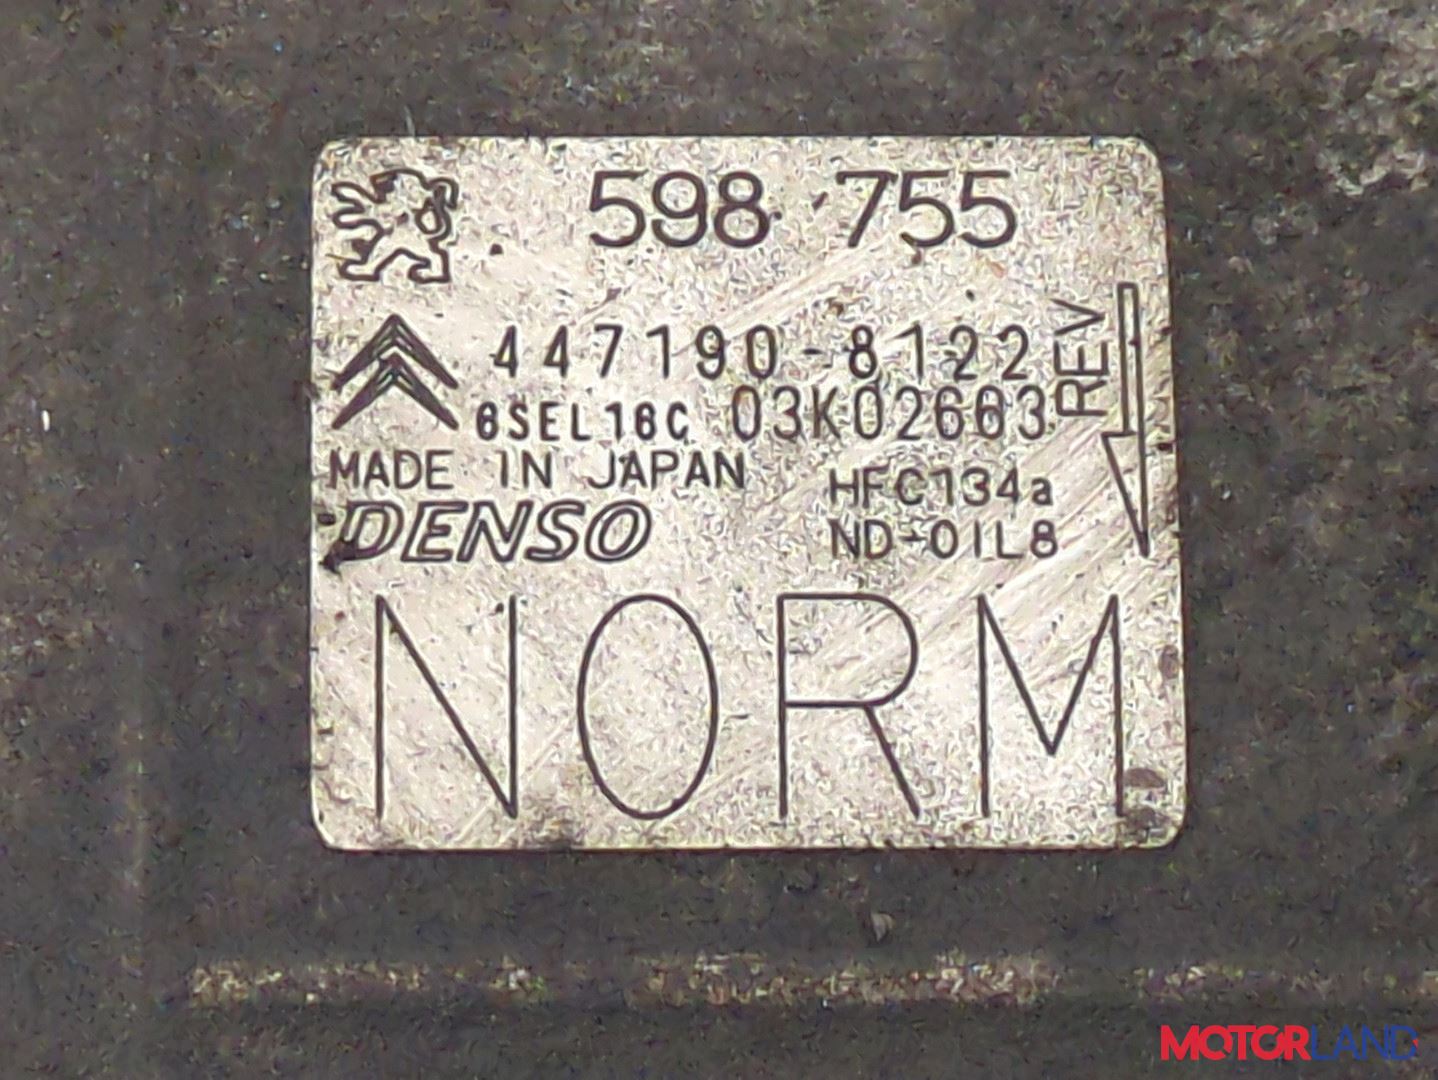 598 755
447190-8122
6SEL16C 03K02663
REV
MADE IN JAPAN
HFC134a
DENSO
ND-OIL8
NORM
MOTORLAND